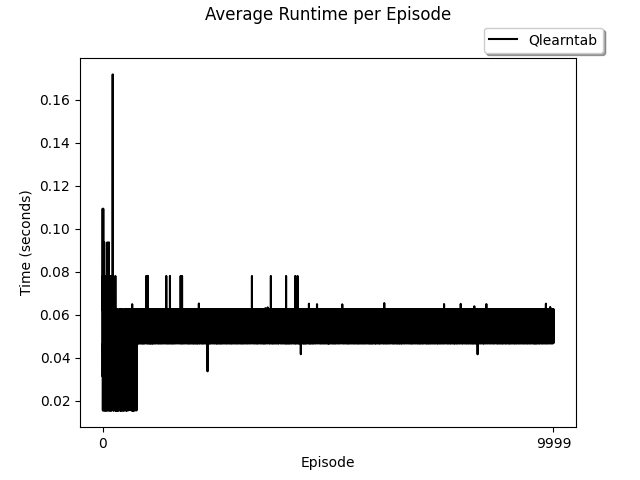 Average Runtime per Episode
Qlearntab
0.16
0.14
0.12
0.10
0.08
0.06
0.04
0.02
Time (seconds)
0 9999
Episode